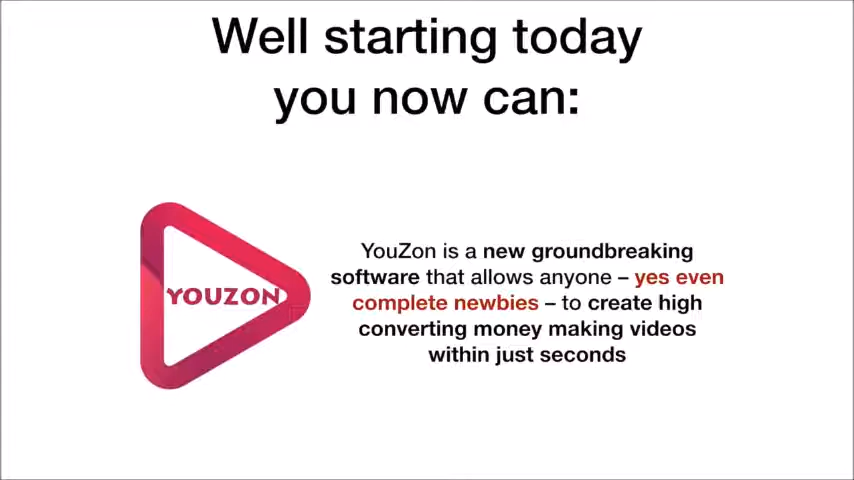 Well starting today
you now can:
YOUZON
YouZon is a new groundbreaking
software that allows anyone – yes even
complete newbies – to create high
converting money making videos
within just seconds